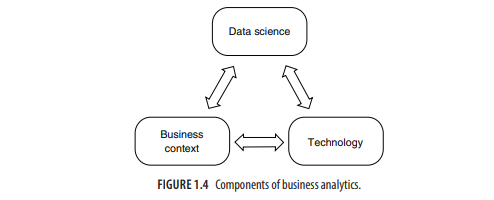 Data science
Business
context
Technology
FIGURE 1.4 Components of business analytics.